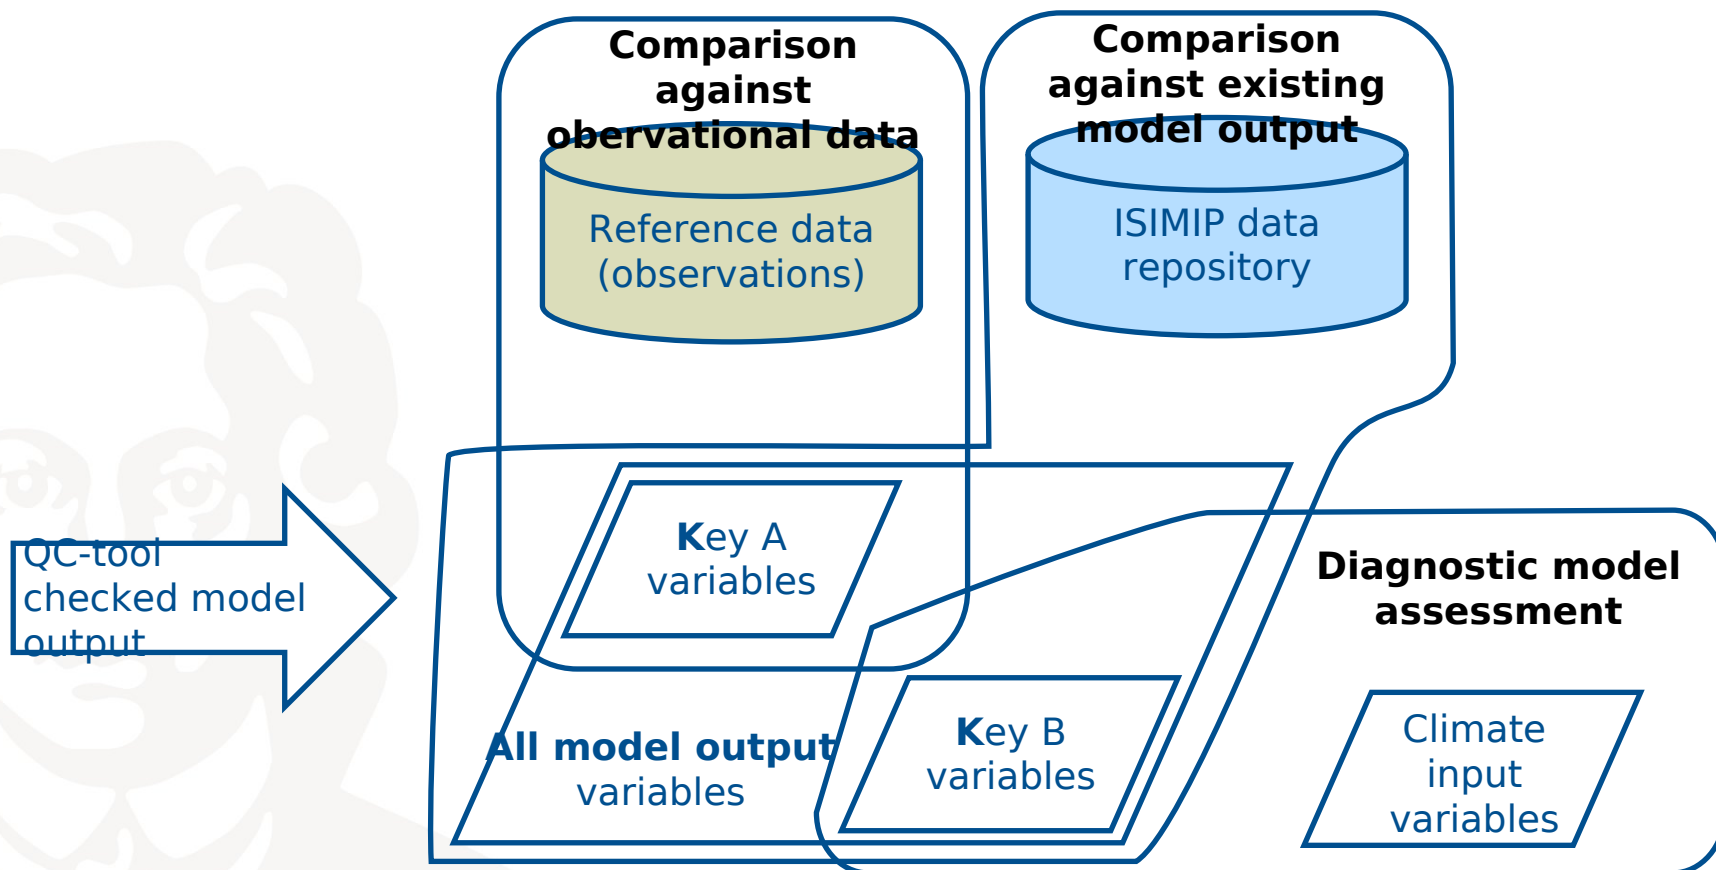 Comparison
against
obervational data
Comparison
against existing
model output
Reference data
(observations)
ISIMIP data
repository
QC-tool
checked model
output
Key A
variables
Diagnostic model
assessment
All model output
variables
Key B
variables
Climate
input
variables